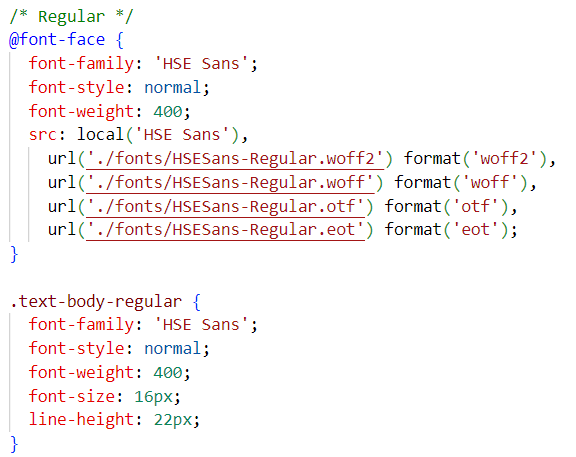 /* Regular */
@font-face {
font-family: 'HSE Sans';
font-style: normal;
font-weight: 400;
src: local('HSE Sans'),
url('./fonts/HSESans-Regular.woff2') format('woff2'),
url('./fonts/HSESans-Regular.woff') format('woff'),
url('./fonts/HSESans-Regular.otf') format('otf'),
url('./fonts/HSESans-Regular.eot') format('eot');
}
.text-body-regular {
font-family: 'HSE Sans';
font-style: normal;
font-weight: 400;
font-size: 16px;
line-height: 22px;
}